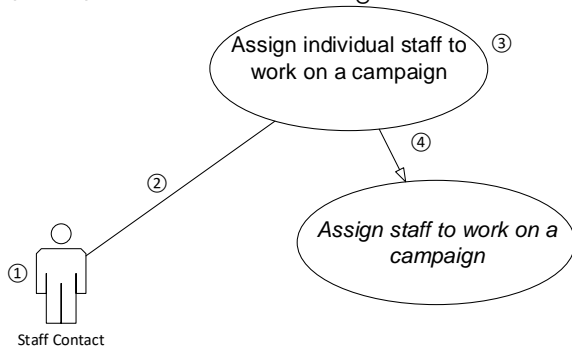 Assign individual staff to ③
work on a campaign
④
②
Assign staff to work on a
campaign
①
Staff Contact